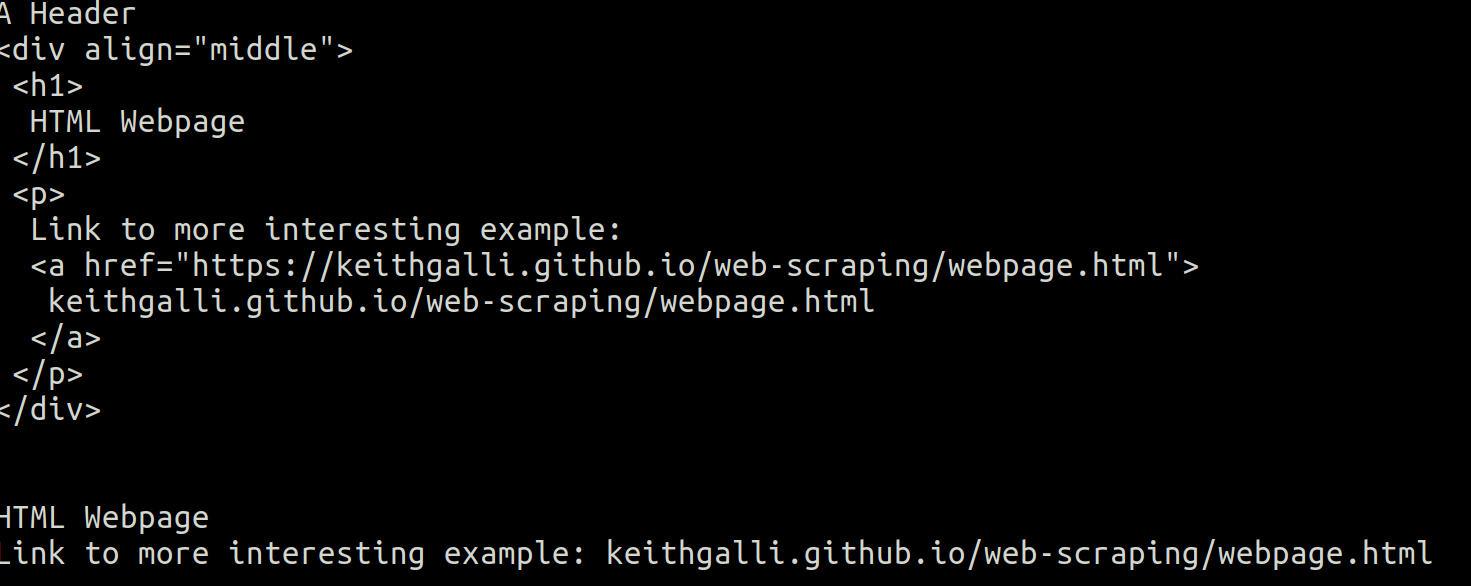 A Header
<div align="middle">
 <h1>
  HTML Webpage
 </h1>
 <p>
  Link to more interesting example:
  <a href="https://keithgalli.github.io/web-scraping/webpage.html">
   keithgalli.github.io/web-scraping/webpage.html
  </a>
 </p>
</div>
HTML Webpage
Link to more interesting example: keithgalli.github.io/web-scraping/webpage.html